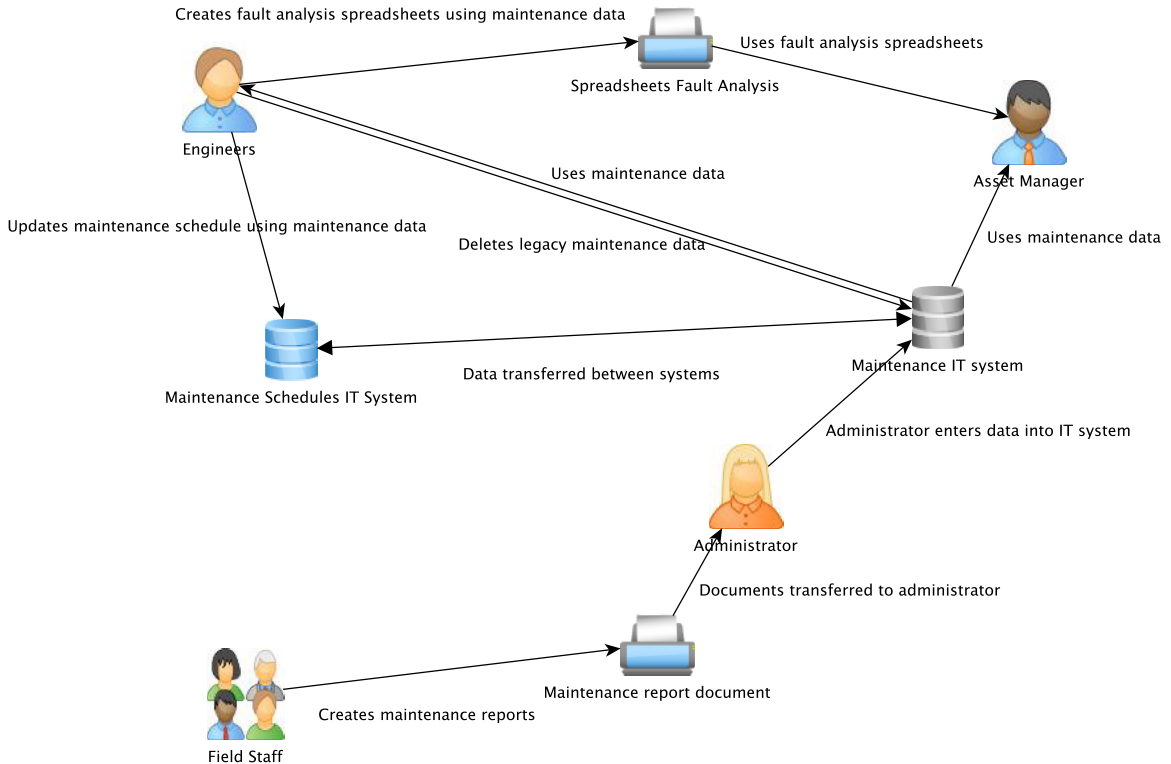 Creates fault analysis spreadsheets using maintenance data
Uses fault analysis spreadsheets
Spreadsheets Fault Analysis
Engineers
Uses maintenance data
Asset Manager
Updates maintenance schedule using maintenance data
Deletes legacy maintenance data
Uses maintenance data
Maintenance IT system
Data transferred between systems
Maintenance Schedules IT System
Administrator enters data into IT system
Administrator
Documents transferred to administrator
Maintenance report document
Creates maintenance reports
Field Staff